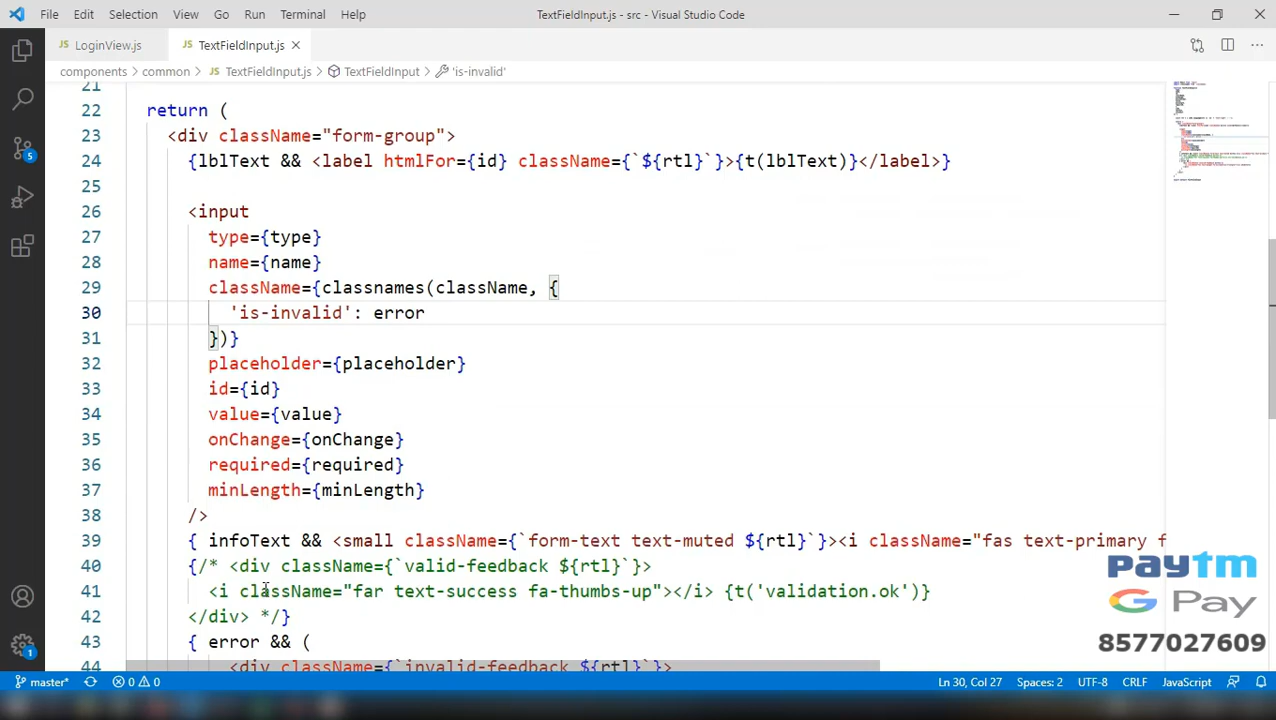 File Edit Selection View Go Run Terminal Help TextFieldInput.js - src - Visual Studio Code
JS LoginView.js JS TextFieldInput.js
components > common > JS TextFieldInput.js > TextFieldInput > 'is-invalid'
21
22 return (
23 <div className="form-group">
24 {lblText && <label htmlFor={id} className={`${rtl}`}>{t(lblText)}</label>}
25
26 <input
27 type={type}
28 name={name}
29 className={classnames(className, {
30 'is-invalid': error
31 })}
32 placeholder={placeholder}
33 id={id}
34 value={value}
35 onChange={onChange}
36 required={required}
37 minLength={minLength}
38 />
39 { infoText && <small className={`form-text text-muted ${rtl}`}><i className="fas text-primary f
40 {/* <div className={`valid-feedback ${rtl}`}>
41 <i className="far text-success fa-thumbs-up"></i> {t('validation.ok')}
42 </div> */}
43 { error && (
44 <div className={`invalid-feedback ${rtl}`}>
paytm
G Pay
8577027609
5
1
master* 0 0 Ln 30, Col 27 Spaces: 2 UTF-8 CRLF JavaScript